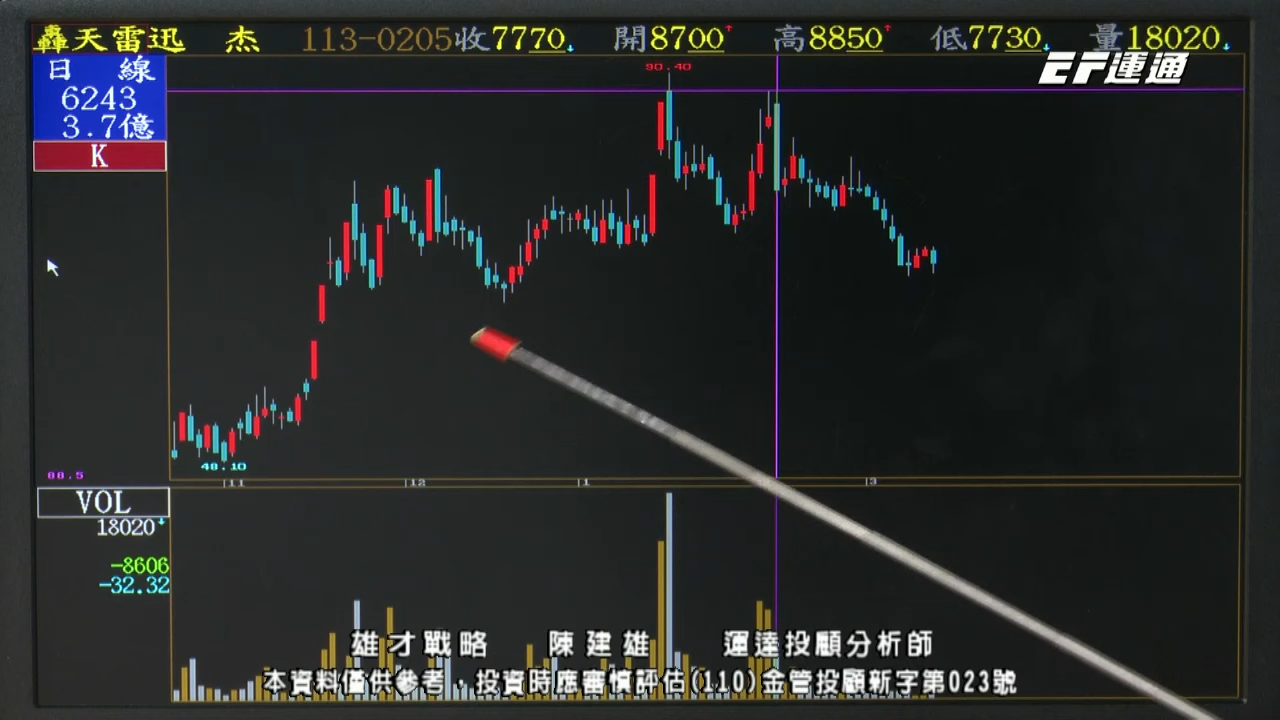 轟天雷迅 杰 113-0205收7770 開8700 高8850 低7730 量18020
EF運通
日 線
6243
3.7億
K
90.40
48.10
88.5
11 12 1 3
VOL
18020
-8606
-32.32
雄才戰略 陳建雄 運達投顧分析師
本資料僅供參考，投資時應審慎評估(110)金管投顧新字第023號